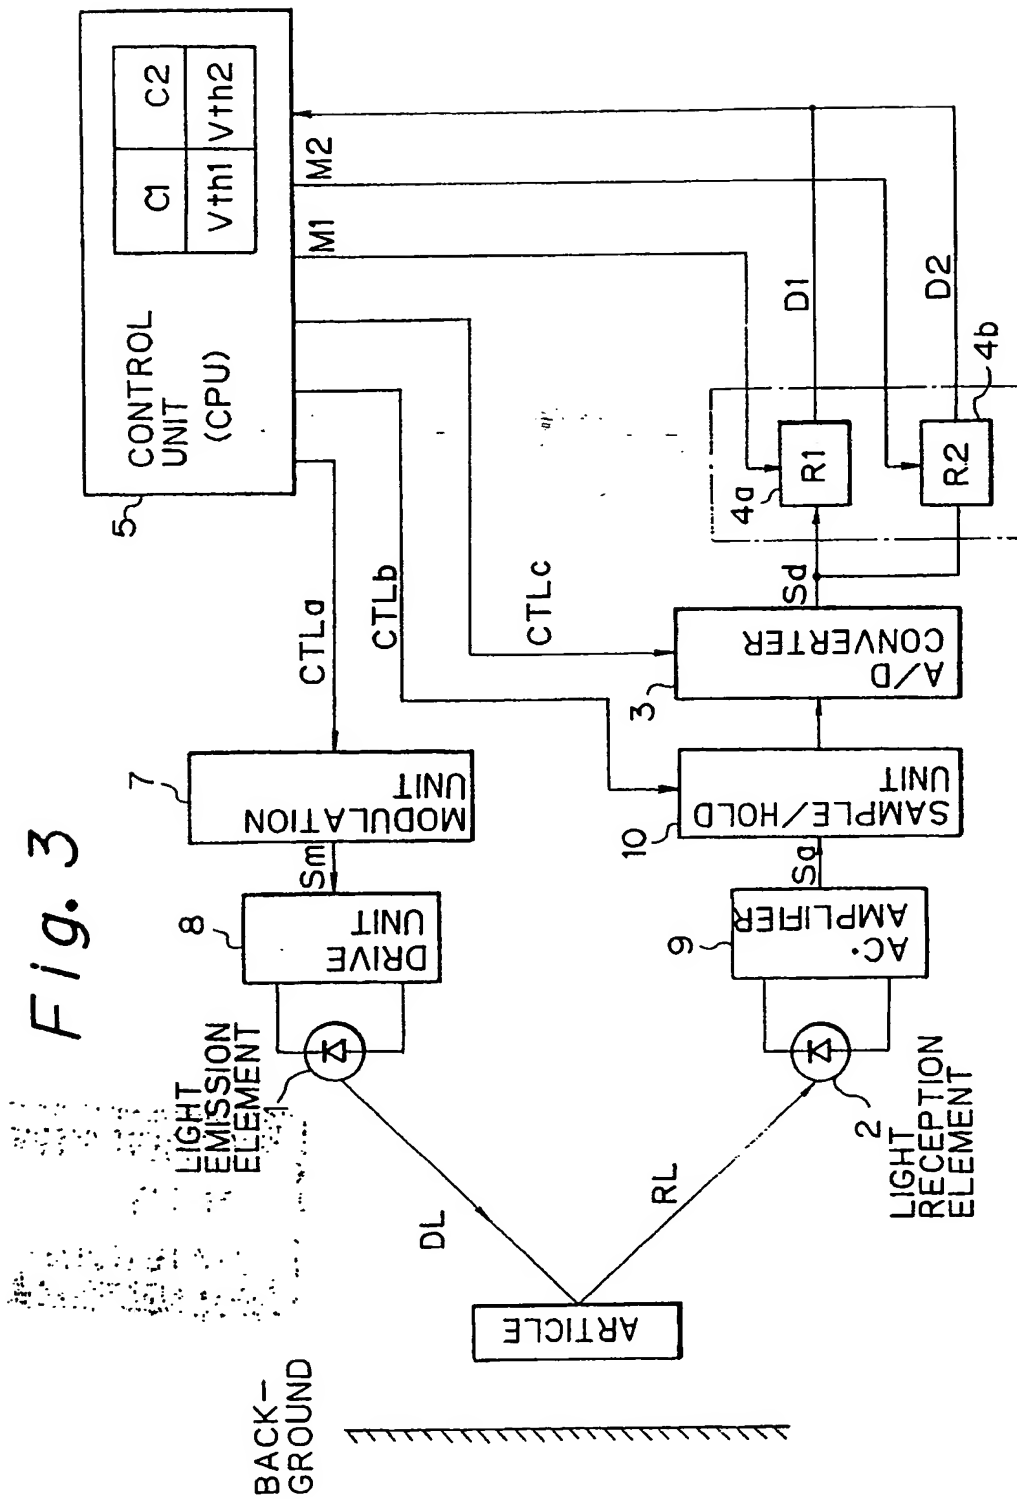 Fig. 3
BACK-
GROUND
ARTICLE
DL
RL
LIGHT
EMISSION
ELEMENT
1
8
DRIVE
UNIT
Sm
7
MODULATION
UNIT
CTLa
CTLb
CTLc
5
CONTROL
UNIT
(CPU)
C1
C2
Vth1
Vth2
M1
M2
2
LIGHT
RECEPTION
ELEMENT
9
AC
AMPLIFIER
Sa
10
SAMPLE/HOLD
UNIT
3
A/D
CONVERTER
Sd
4a
R1
D1
R2
4b
D2